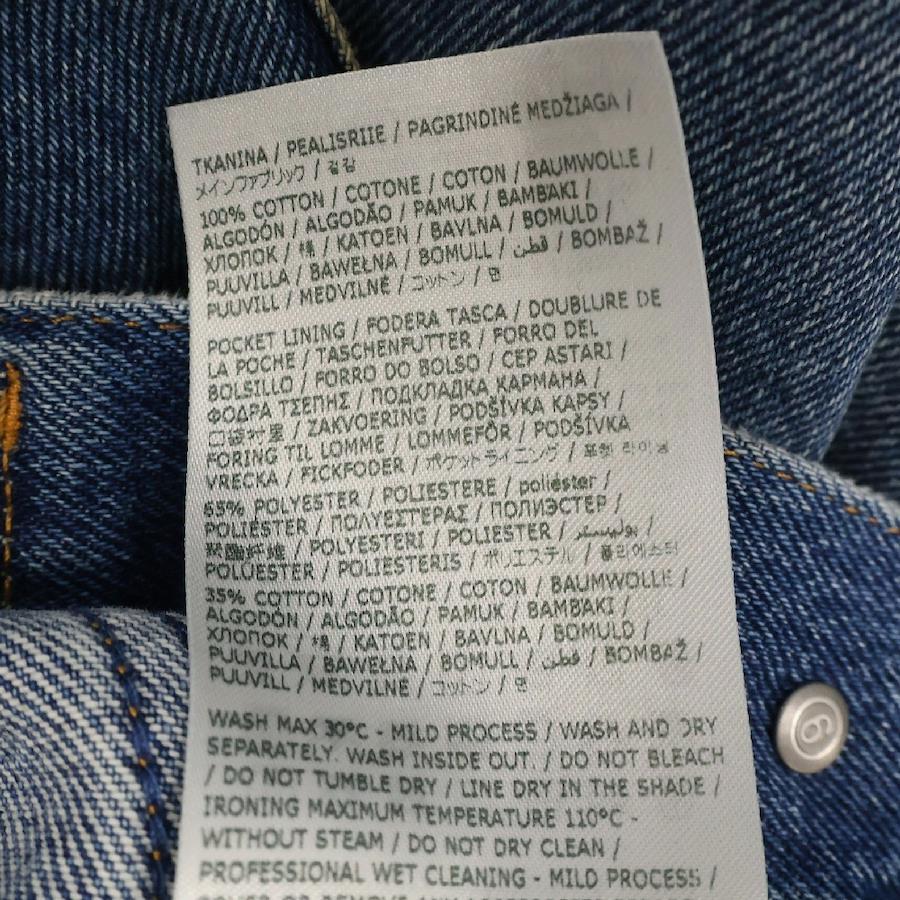 TKANINA / PEALISRIIE / PAGRINDINĖ MEDŽIAGA /
メインファブリック / 겉감
100% COTTON / COTONE / COTON / BAUMWOLLE /
ALGODÓN / ALGODÃO / PAMUK / BAMBAKI /
ХЛОПОК / 棉 / KATOEN / BAVLNA / BOMULD /
PUUVILLA / BAWEŁNA / BOMULL / قطن / BOMBAŽ /
PUUVILL / MEDVILNĖ / コットン / 면
POCKET LINING / FODERA TASCA / DOUBLURE DE
LA POCHE / TASCHENFUTTER / FORRO DEL
BOLSILLO / FORRO DO BOLSO / CEP ASTARI /
ΦΟΔΡΑ ΤΣΕΠΗΣ / ПОДКЛАДКА КАРМАНА /
口袋衬里 / ZAKVOERING / PODŠÍVKA KAPSY /
FORING TIL LOMME / LOMMEFÔR / PODŠÍVKA
VRECKA / FICKFODER / ポケットライニング / 포켓 라이닝
65% POLYESTER / POLIESTERE / poliéster /
POLIÉSTER / ΠΟΛΥΕΣΤΕΡΑΣ / ПОЛИЭСТЕР /
聚酯纤维 / POLYESTERI / POLIESTER / بوليستر /
POLÜESTER / POLIESTERIS / ポリエステル / 폴리에스터
35% COTTON / COTONE / COTON / BAUMWOLLE /
ALGODÓN / ALGODÃO / PAMUK / BAMBAKI /
ХЛОПОК / 棉 / KATOEN / BAVLNA / BOMULD /
PUUVILLA / BAWEŁNA / BOMULL / قطن / BOMBAŽ /
PUUVILL / MEDVILNĖ / コットン / 면
WASH MAX 30°C - MILD PROCESS / WASH AND DRY
SEPARATELY. WASH INSIDE OUT. / DO NOT BLEACH
/ DO NOT TUMBLE DRY / LINE DRY IN THE SHADE /
IRONING MAXIMUM TEMPERATURE 110°C -
WITHOUT STEAM / DO NOT DRY CLEAN /
PROFESSIONAL WET CLEANING - MILD PROCESS /